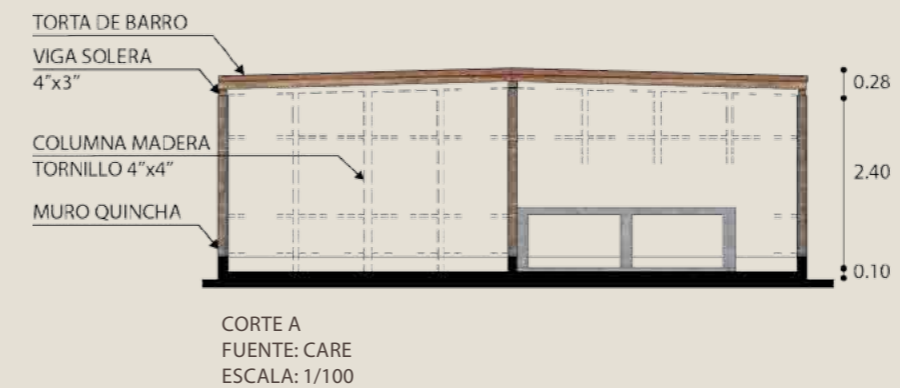 TORTA DE BARRO
VIGA SOLERA
4"x3"
COLUMNA MADERA
TORNILLO 4"x4"
MURO QUINCHA
0.28
2.40
0.10
CORTE A
FUENTE: CARE
ESCALA: 1/100